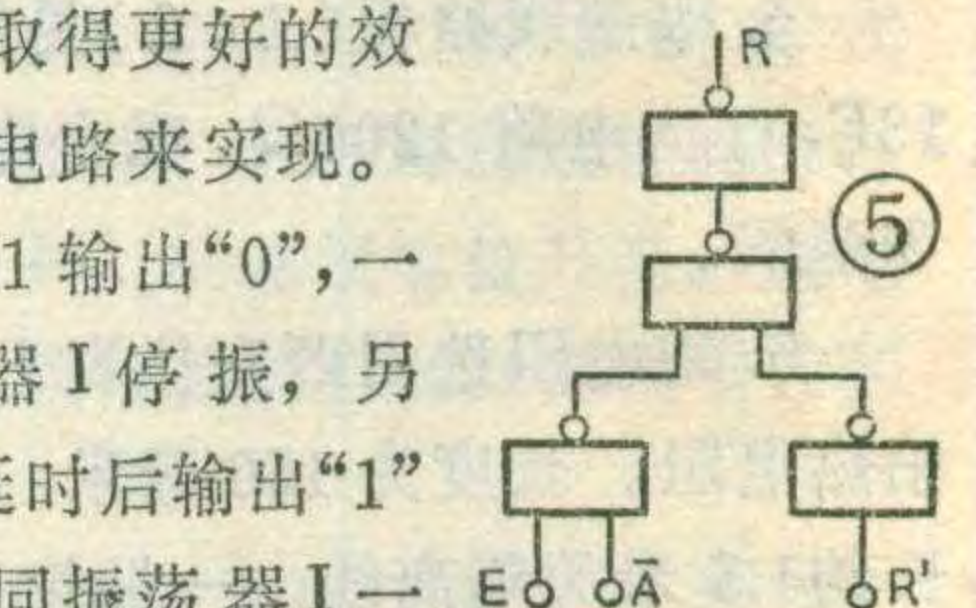 取得更好的效
电路来实现。
1 输出“0”,一
器 I 停振，另
延时后输出“1”
同振荡器 I 一
R
⑤
E Ā R'